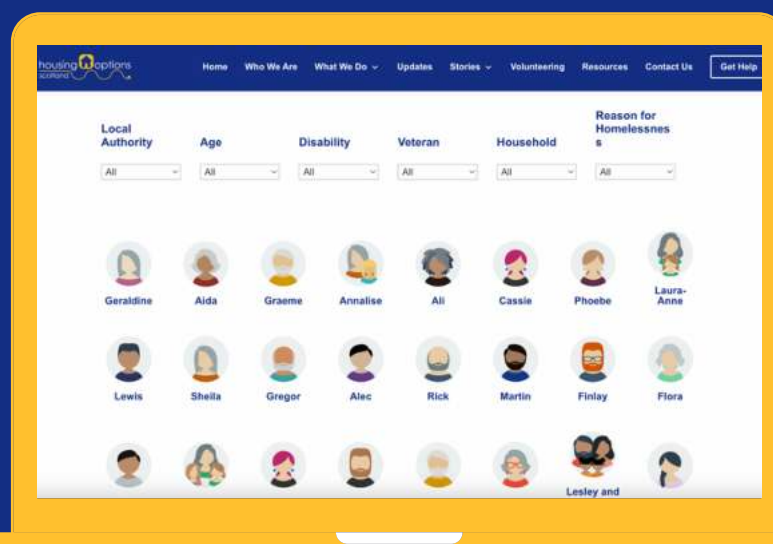 housing options
scotland
Home Who We Are What We Do Updates Stories Volunteering Resources Contact Us Get Help
Local Authority Age Disability Veteran Household Reason for Homelessnes s
All All All All All All
Geraldine Aida Graeme Annalise Ali Cassie Phoebe Laura-Anne
Lewis Sheila Gregor Alec Rick Martin Finlay Flora
Lesley and